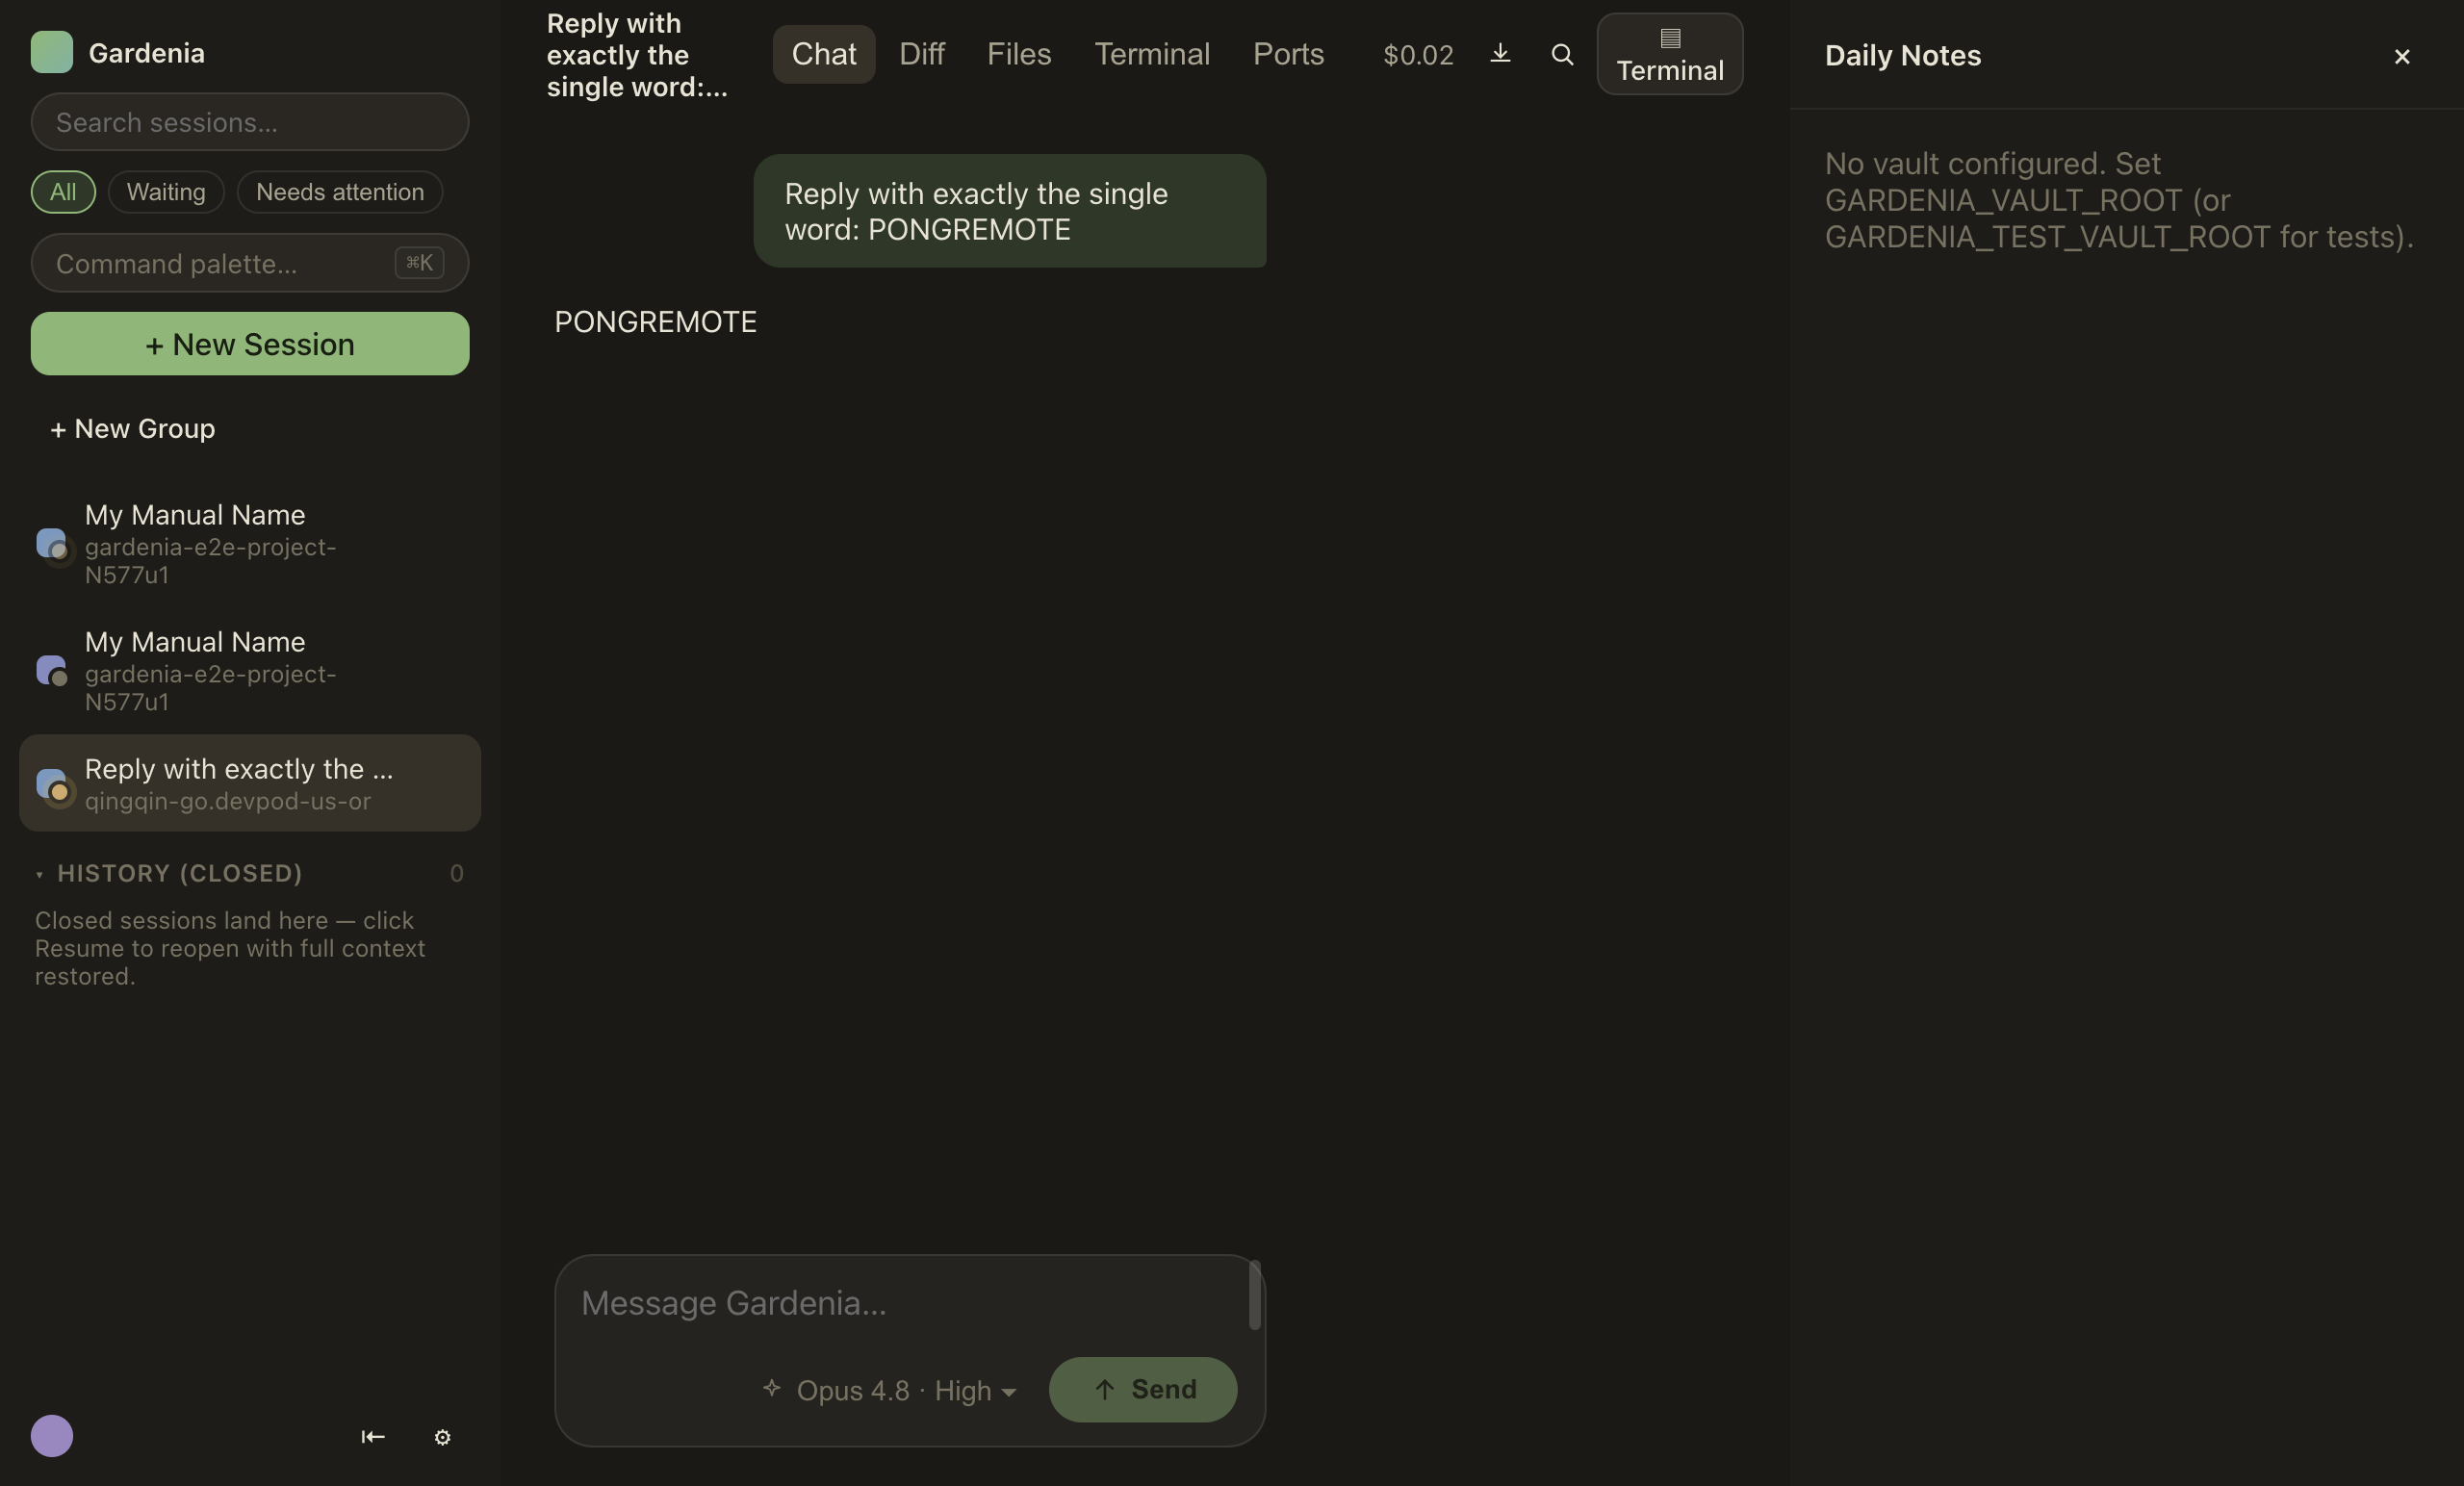 Gardenia
Search sessions...
All
Waiting
Needs attention
Command palette...
⌘K
+ New Session
+ New Group
My Manual Name
gardenia-e2e-project-
N577u1
My Manual Name
gardenia-e2e-project-
N577u1
Reply with exactly the ...
qingqin-go.devpod-us-or
HISTORY (CLOSED)
0
Closed sessions land here — click
Resume to reopen with full context
restored.
Reply with
exactly the
single word:...
Chat
Diff
Files
Terminal
Ports
$0.02
Terminal
Reply with exactly the single
word: PONGREMOTE
PONGREMOTE
Message Gardenia...
Opus 4.8 · High
Send
Daily Notes
No vault configured. Set
GARDENIA_VAULT_ROOT (or
GARDENIA_TEST_VAULT_ROOT for tests).